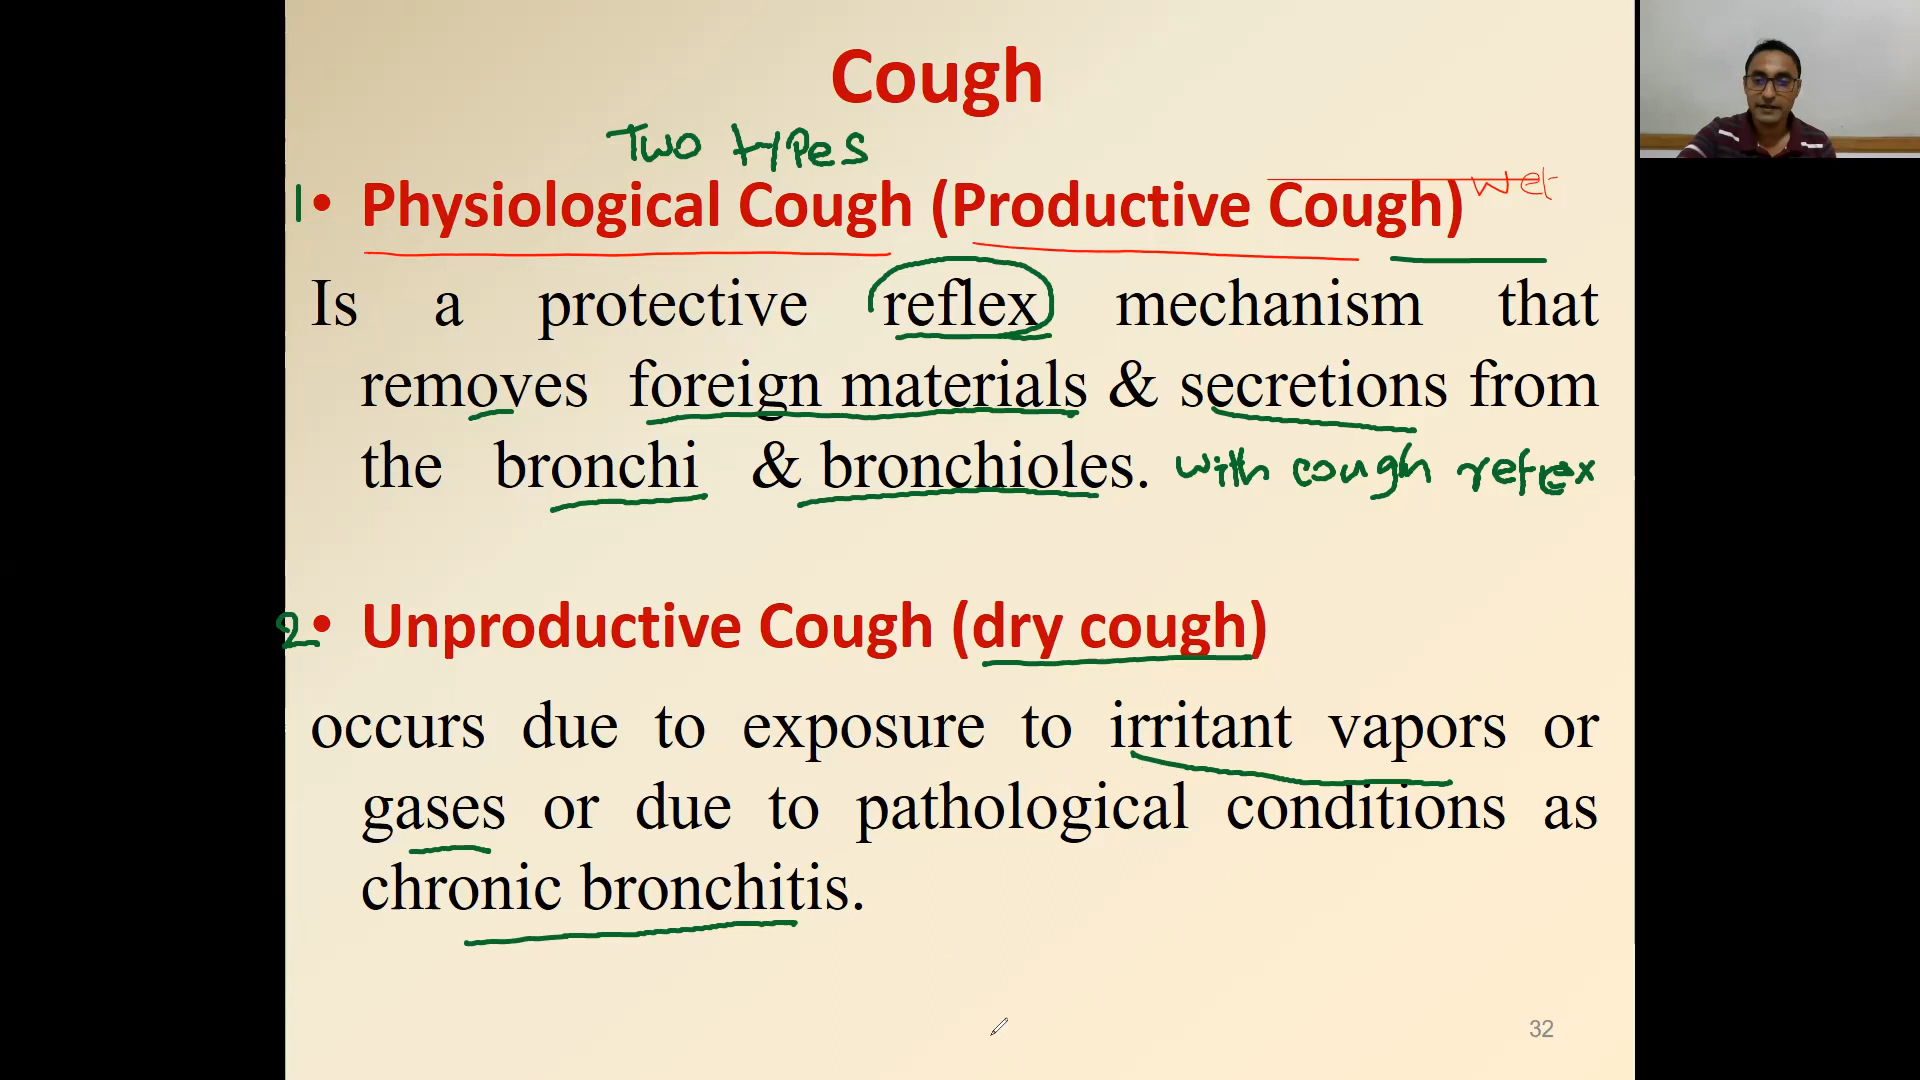 Cough
Two types
1 • Physiological Cough (Productive Cough) wet
Is a protective reflex mechanism that
removes foreign materials & secretions from
the bronchi & bronchioles. with cough reflex
2 • Unproductive Cough (dry cough)
occurs due to exposure to irritant vapors or
gases or due to pathological conditions as
chronic bronchitis.
32